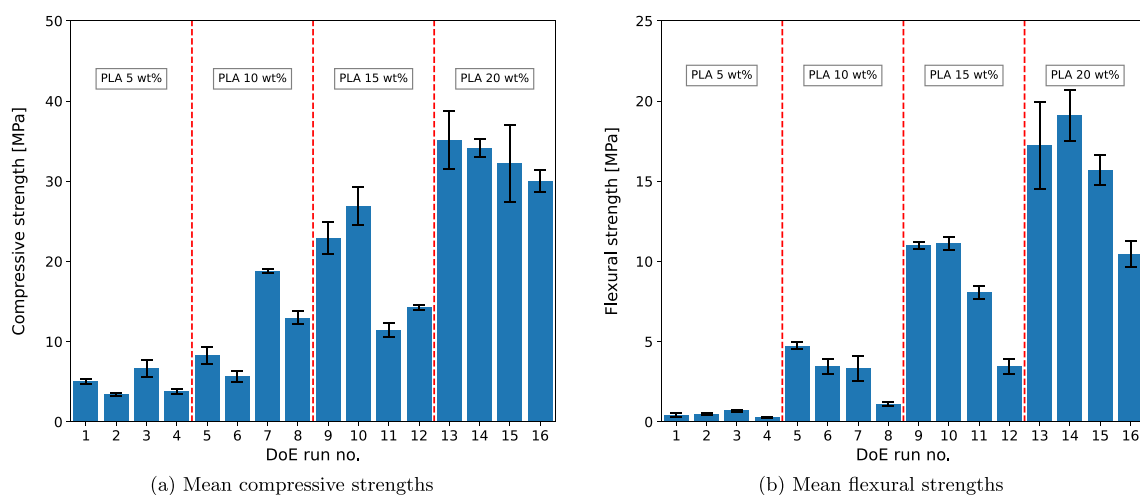 50
40
30
20
10
0
Compressive strength [MPa]
PLA 5 wt%
PLA 10 wt%
PLA 15 wt%
PLA 20 wt%
1 2 3 4 5 6 7 8 9 10 11 12 13 14 15 16
DoE run no.
(a) Mean compressive strengths
25
20
15
10
5
0
Flexural strength [MPa]
PLA 5 wt%
PLA 10 wt%
PLA 15 wt%
PLA 20 wt%
1 2 3 4 5 6 7 8 9 10 11 12 13 14 15 16
DoE run no.
(b) Mean flexural strengths